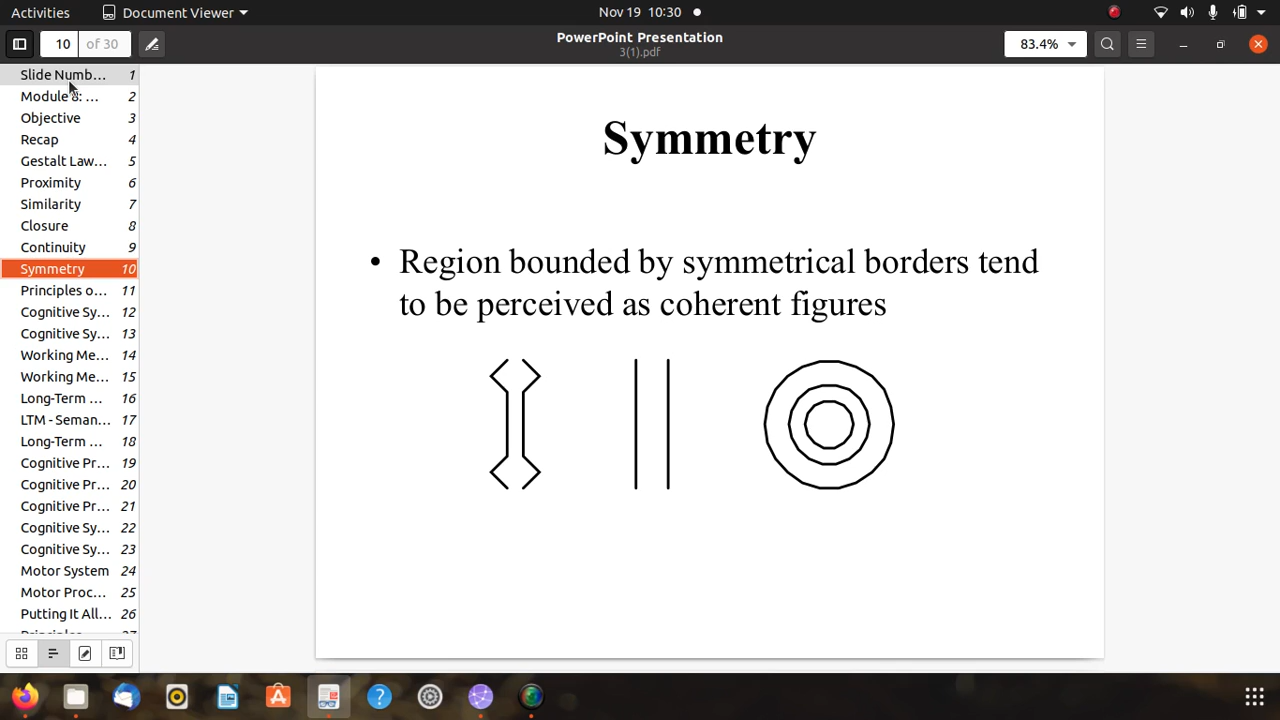 Activities
Document Viewer
Nov 19 10:30
10 of 30
PowerPoint Presentation
3(1).pdf
83.4%
Slide Numb... 1
Module 8: ... 2
Objective 3
Recap 4
Gestalt Law... 5
Proximity 6
Similarity 7
Closure 8
Continuity 9
Symmetry 10
Principles o... 11
Cognitive Sy... 12
Cognitive Sy... 13
Working Me... 14
Working Me... 15
Long-Term ... 16
LTM - Seman... 17
Long-Term ... 18
Cognitive Pr... 19
Cognitive Pr... 20
Cognitive Pr... 21
Cognitive Sy... 22
Cognitive Sy... 23
Motor System 24
Motor Proc... 25
Putting It All... 26
Symmetry
• Region bounded by symmetrical borders tend
to be perceived as coherent figures